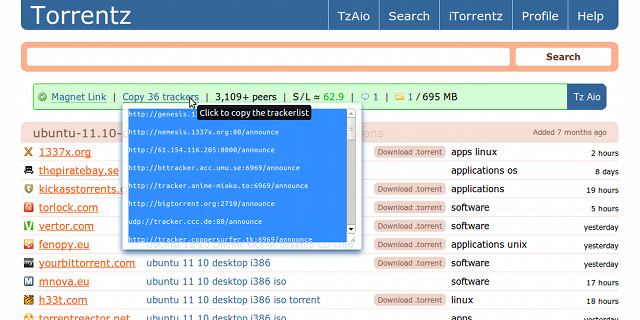 Torrentz
TzAio | Search | iTorrentz | Profile | Help
Search
Magnet Link | Copy 36 trackers | 3,109+ peers | S/L ≈ 62.9 | 1 | 1 / 695 MB
Tz Aio
Click to copy the trackerlist
http://genesis.1
http://nemesis.1337x.org:80/announce
http://61.154.116.205:8000/announce
http://bttracker.acc.umu.se:6969/announce
http://tracker.anime-miako.to:6969/announce
http://bigtorrent.org:2710/announce
udp://tracker.ccc.de:80/announce
http://tracker.coppersurfer.tk:6969/announce
ubuntu-11.10-
Added 7 months ago
1337x.org Download .torrent apps linux 2 hours
thepiratebay.se applications os 8 days
kickasstorrents.c Download .torrent applications 19 hours
torlock.com Download .torrent software 5 hours
vertor.com Download .torrent software yesterday
fenopy.eu Download .torrent applications unix yesterday
yourbittorrent.com ubuntu 11 10 desktop i386 Download .torrent software yesterday
mnova.eu ubuntu 11 10 desktop i386 iso software 17 hours
h33t.com ubuntu 11 10 desktop i386 iso torrent Download .torrent linux 18 hours
torrentreactor.net ubuntu 11 10 desktop i386 iso apps yesterday